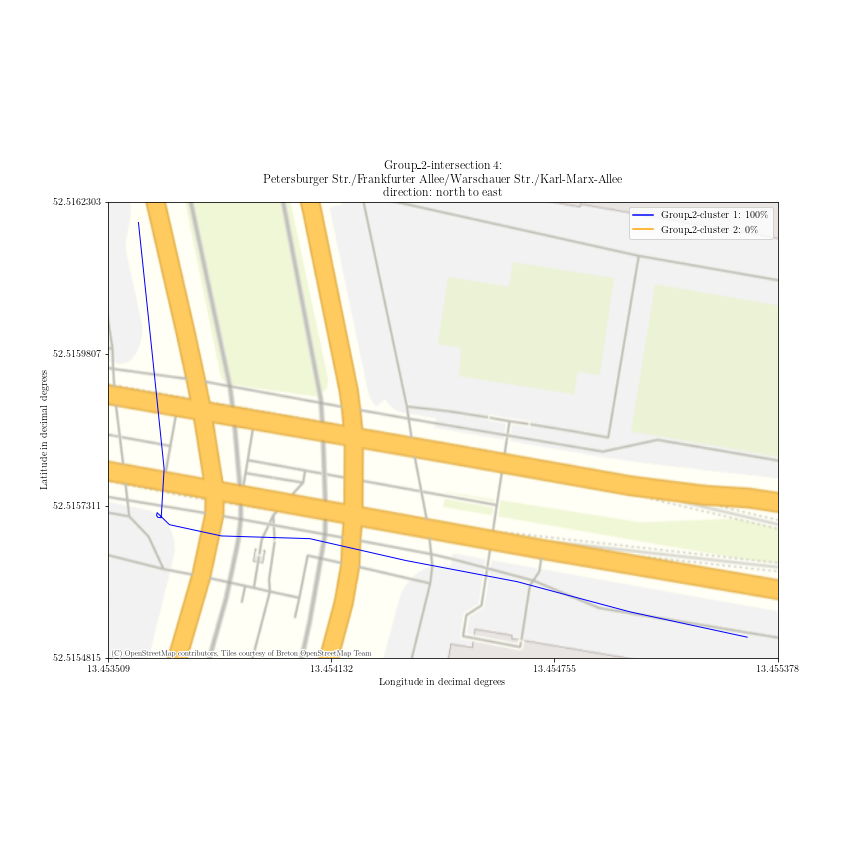 Group_2-intersection 4:
Petersburger Str./Frankfurter Allee/Warschauer Str./Karl-Marx-Allee
direction: north to east
Group_2-cluster 1: 100%
Group_2-cluster 2: 0%
52.5162303
52.5159807
52.5157311
52.5154815
Latitude in decimal degrees
(C) OpenStreetMap contributors, Tiles courtesy of Breton OpenStreetMap Team
13.453509
13.454132
13.454755
13.455378
Longitude in decimal degrees